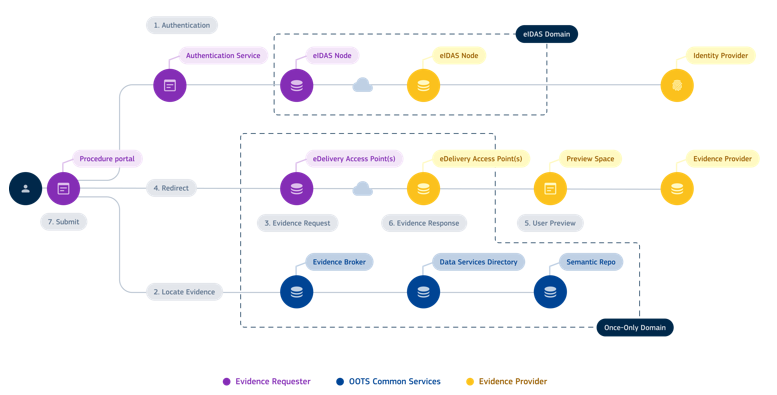 1. Authentication
eIDAS Domain
Authentication Service
eIDAS Node
eIDAS Node
Identity Provider
Procedure portal
eDelivery Access Point(s)
eDelivery Access Point(s)
Preview Space
Evidence Provider
4. Redirect
7. Submit
3. Evidence Request
6. Evidence Response
5. User Preview
Evidence Broker
Data Services Directory
Semantic Repo
2. Locate Evidence
Once-Only Domain
Evidence Requester
OOTS Common Services
Evidence Provider